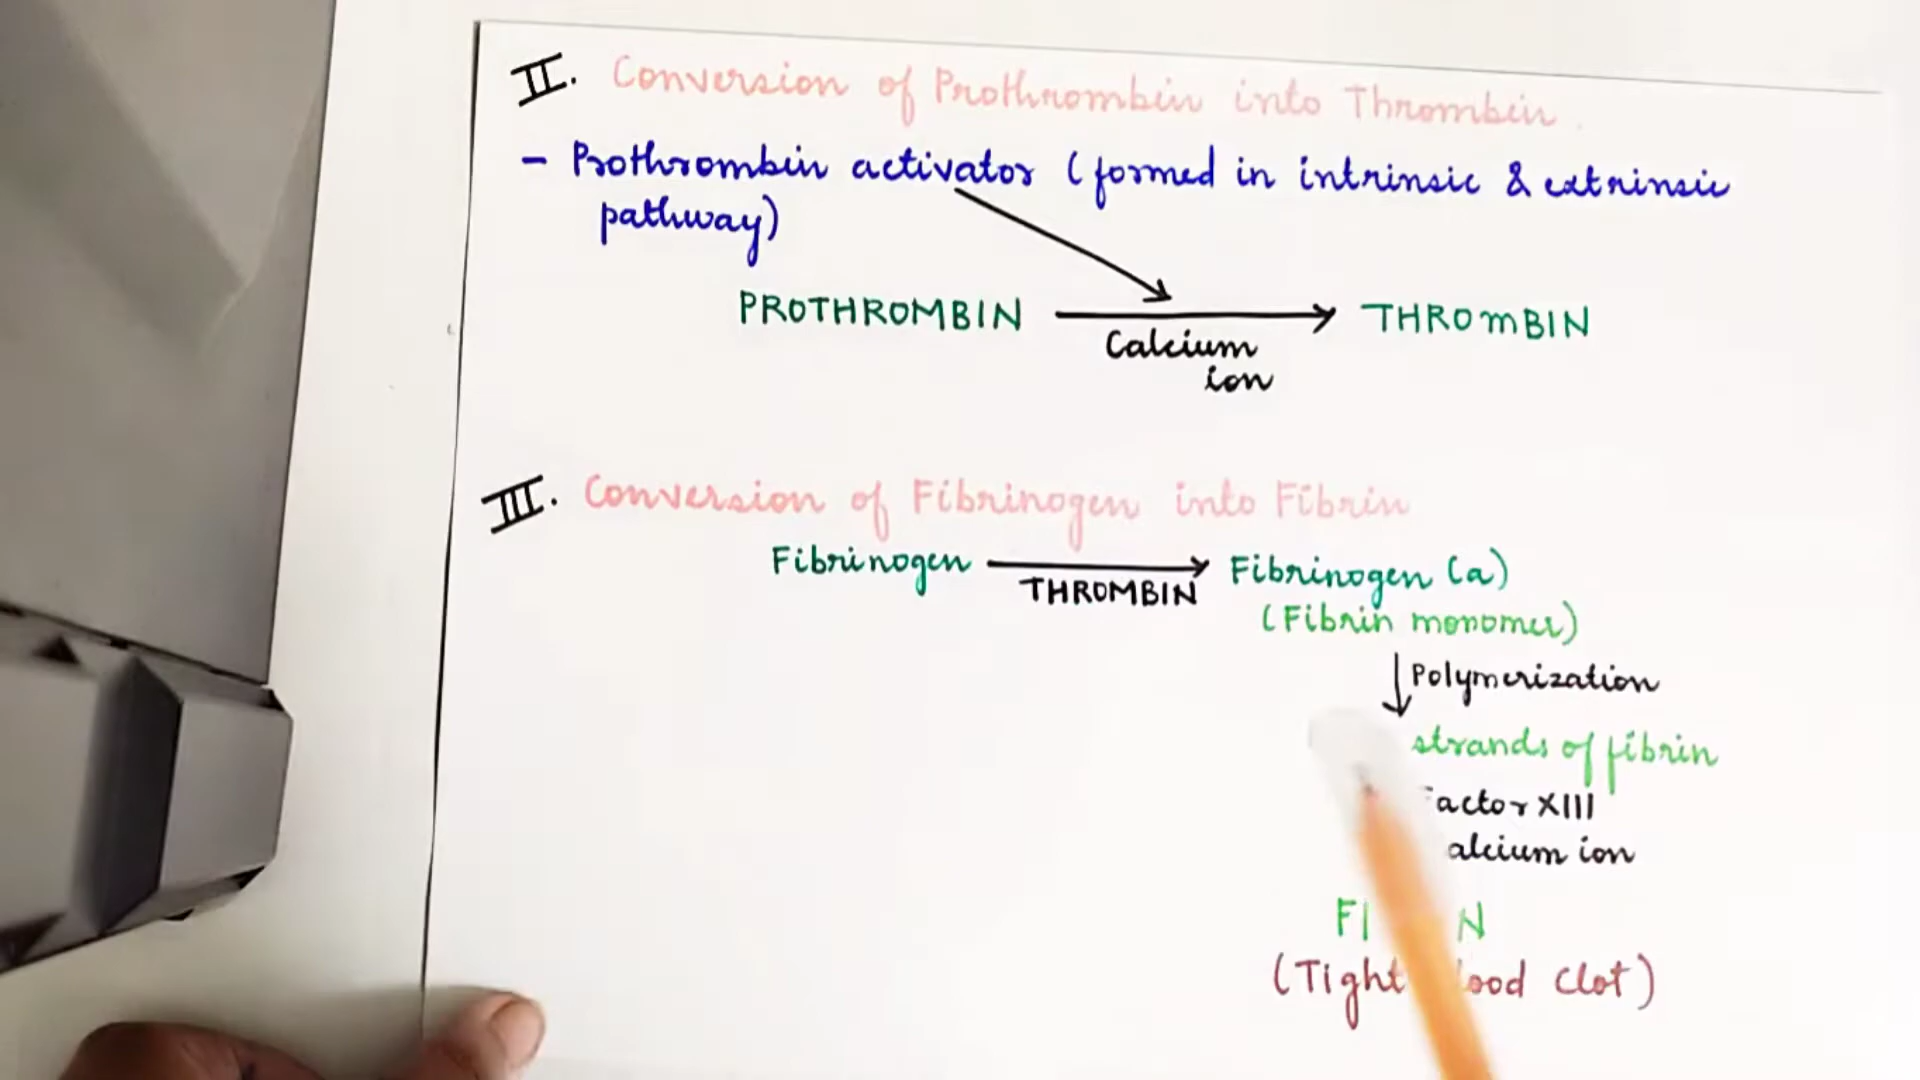 II. Conversion of Prothrombin into Thrombin.
- Prothrombin activator (formed in intrinsic & extrinsic
pathway)
PROTHROMBIN THROMBIN
Calcium
ion
III. Conversion of Fibrinogen into Fibrin
Fibrinogen Fibrinogen (a)
THROMBIN
(Fibrin monomer)
Polymerization
strands of fibrin
actor XIII
alcium ion
FI N
(Tight lood Clot)